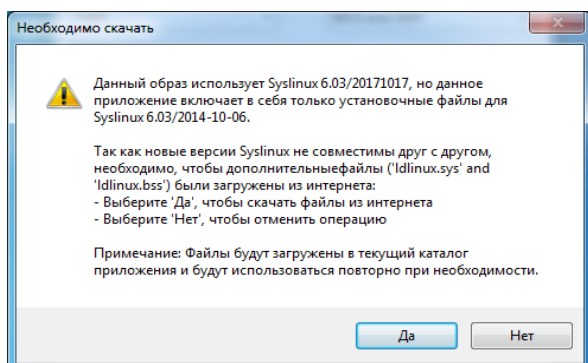 Необходимо скачать
Данный образ использует Syslinux 6.03/20171017, но данное
приложение включает в себя только установочные файлы для
Syslinux 6.03/2014-10-06.
Так как новые версии Syslinux не совместимы друг с другом,
необходимо, чтобы дополнительныефайлы ('ldlinux.sys' and
'ldlinux.bss') были загружены из интернета:
- Выберите 'Да', чтобы скачать файлы из интернета
- Выберите 'Нет', чтобы отменить операцию
Примечание: Файлы будут загружены в текущий каталог
приложения и будут использоваться повторно при необходимости.
Да
Нет